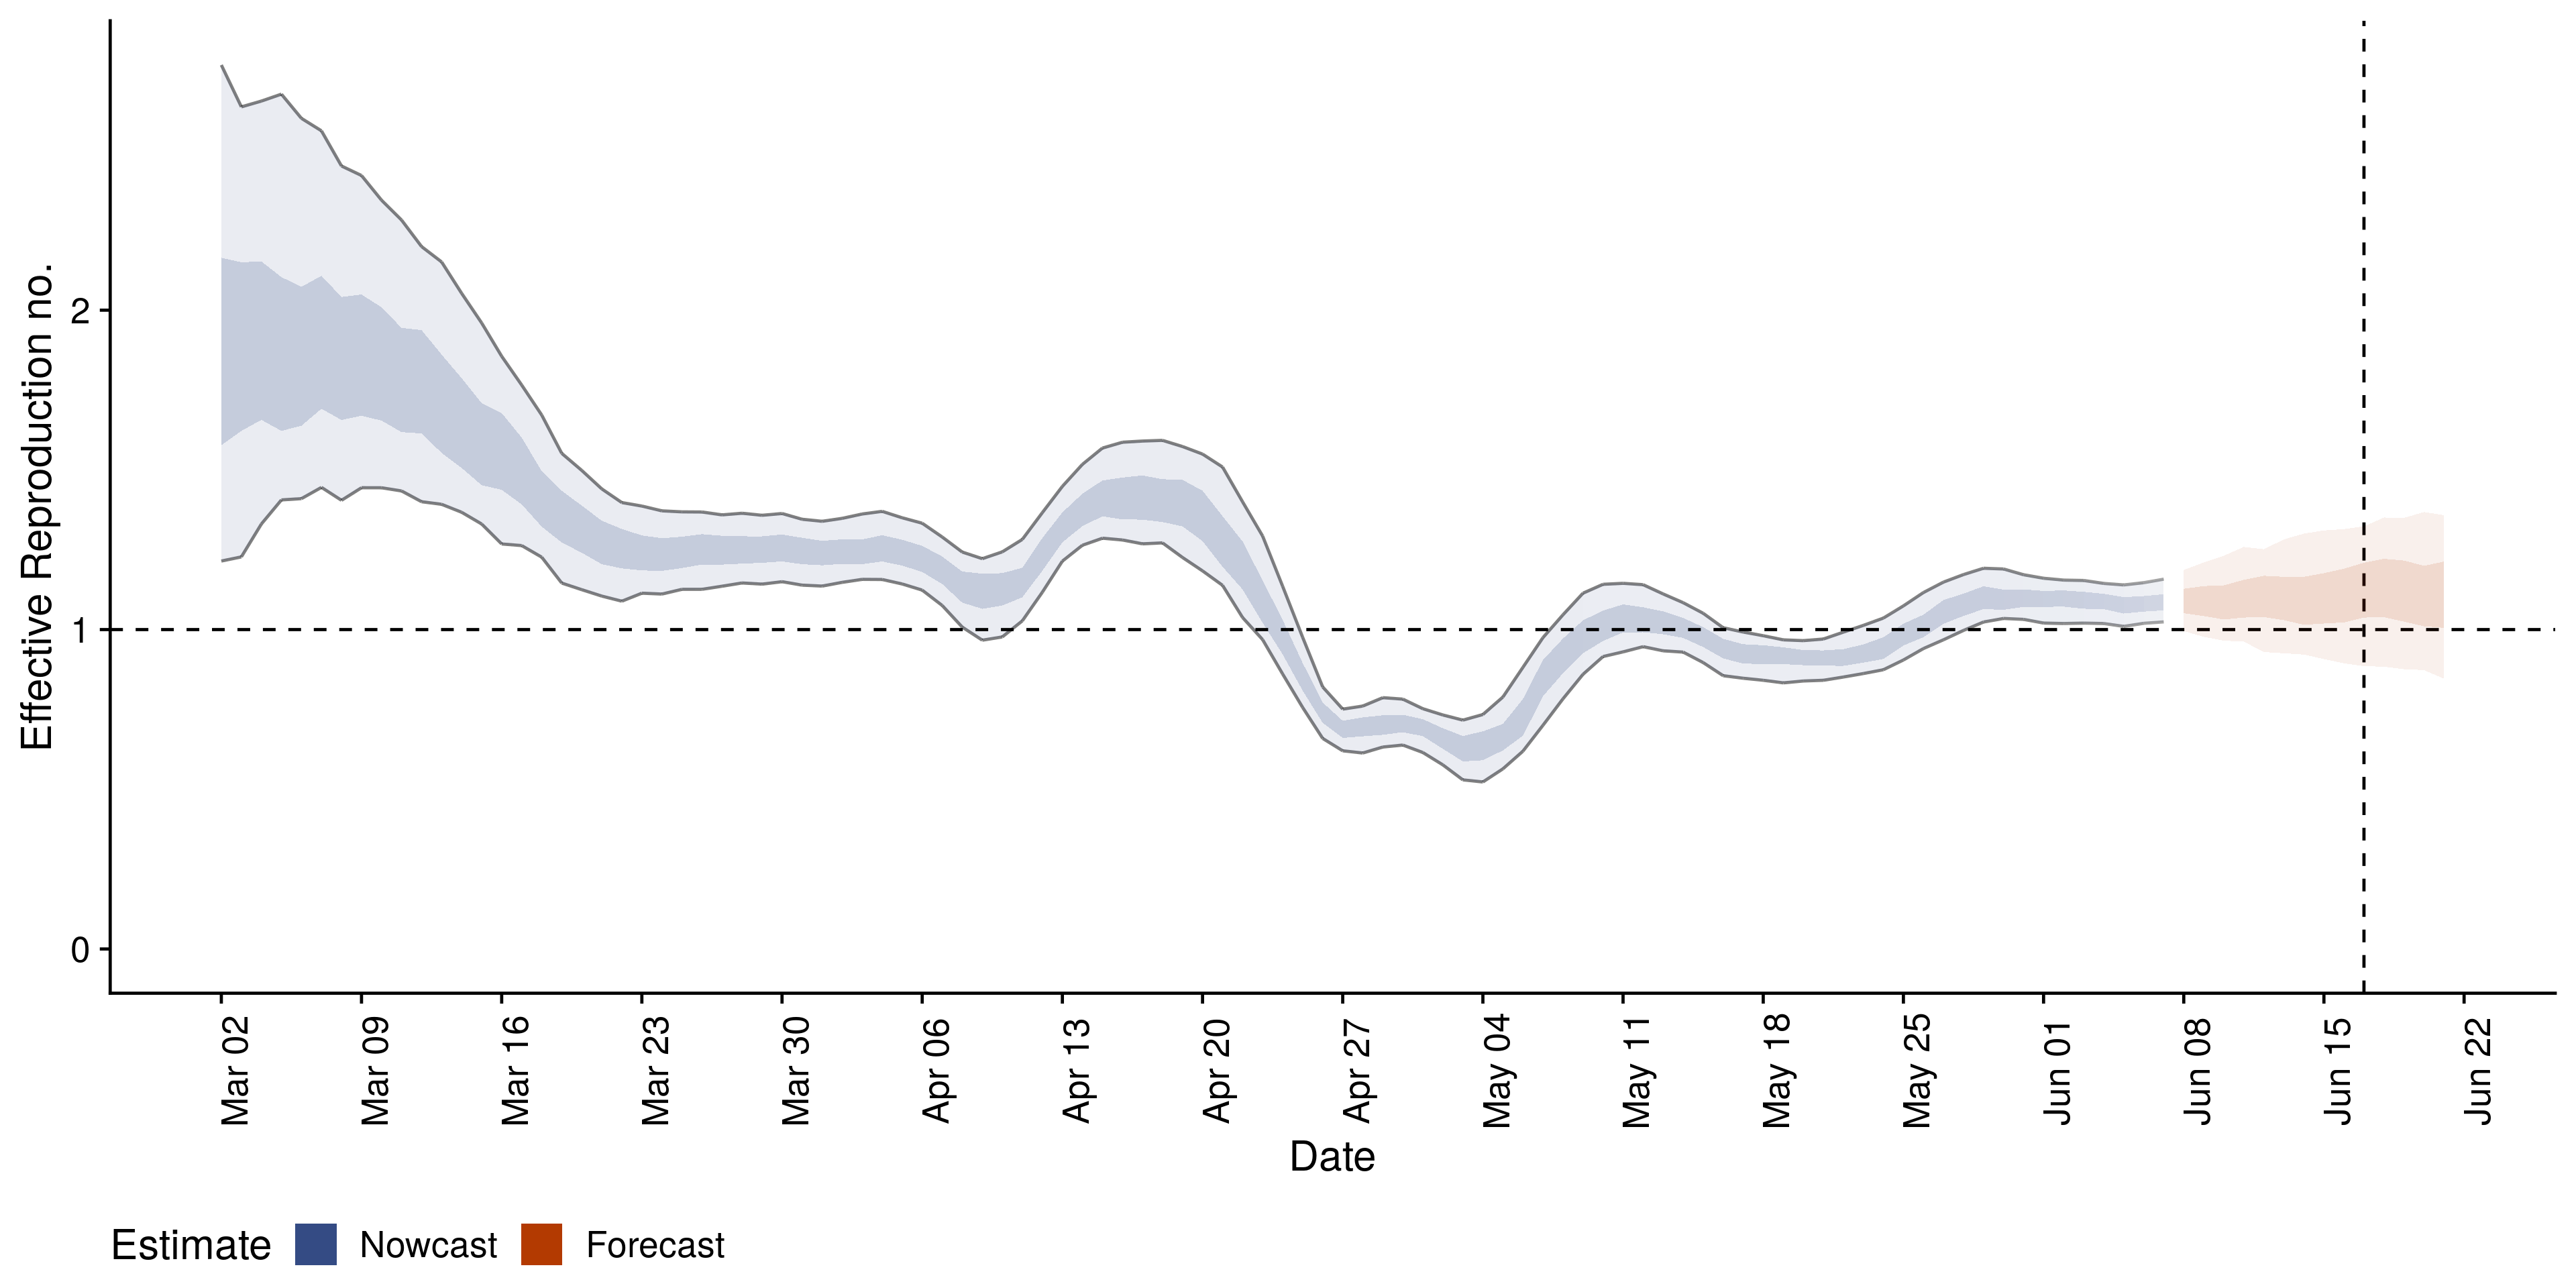 Effective Reproduction no.
2
1
0
Mar 02
Mar 09
Mar 16
Mar 23
Mar 30
Apr 06
Apr 13
Apr 20
Apr 27
May 04
May 11
May 18
May 25
Jun 01
Jun 08
Jun 15
Jun 22
Date
Estimate Nowcast Forecast